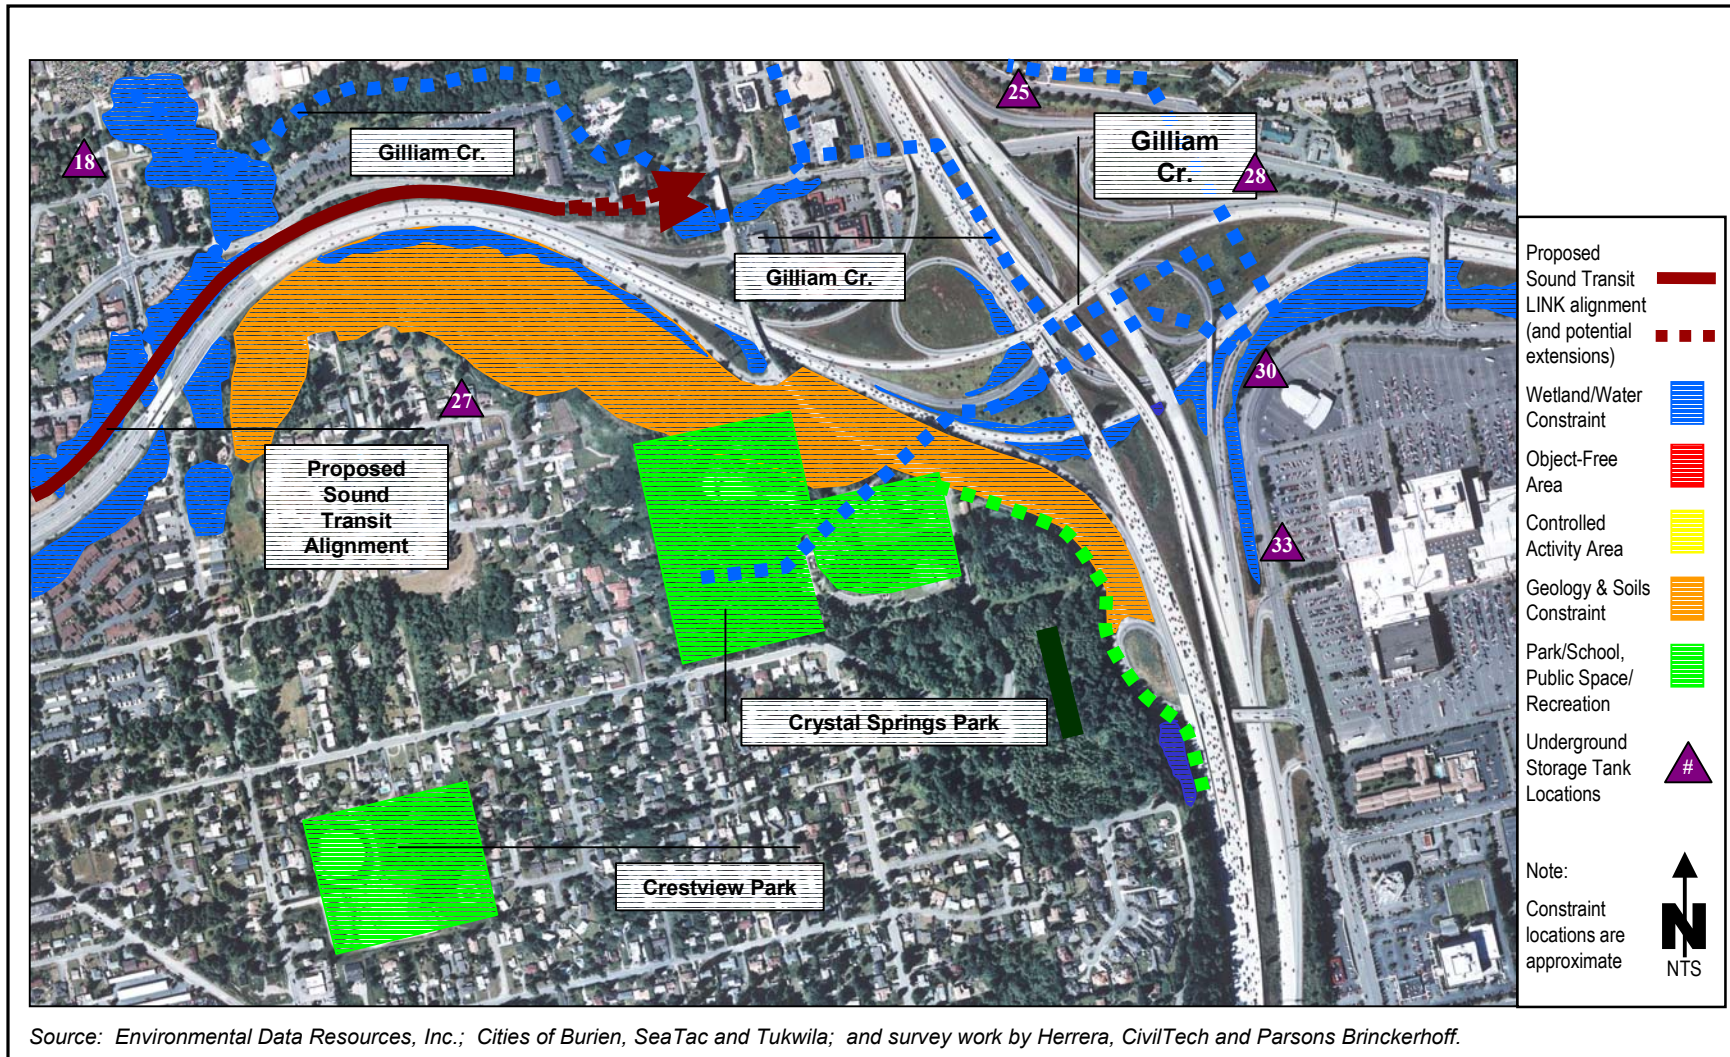 18
Gilliam Cr.
25
Gilliam
Cr.
28
Gilliam Cr.
27
30
33
Proposed
Sound
Transit
Alignment
Crystal Springs Park
Crestview Park
Proposed
Sound Transit
LINK alignment
(and potential
extensions)
Wetland/Water
Constraint
Object-Free
Area
Controlled
Activity Area
Geology & Soils
Constraint
Park/School,
Public Space/
Recreation
Underground
Storage Tank
Locations
#
Note:
Constraint
locations are
approximate
N
NTS
Source: Environmental Data Resources, Inc.; Cities of Burien, SeaTac and Tukwila; and survey work by Herrera, CivilTech and Parsons Brinckerhoff.